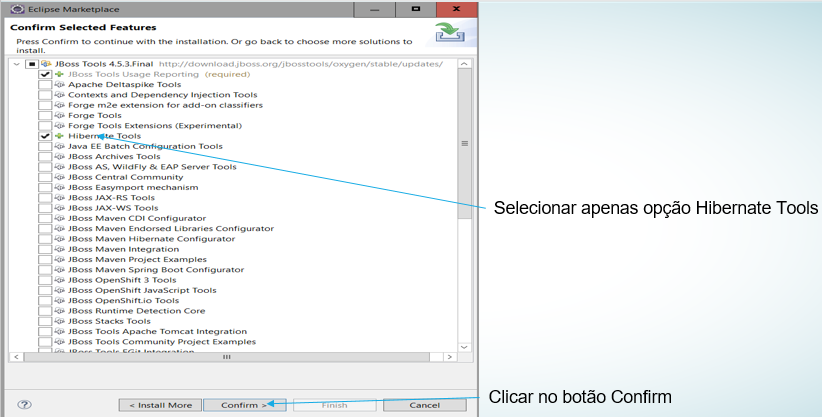 Eclipse Marketplace
Confirm Selected Features
Press Confirm to continue with the installation. Or go back to choose more solutions to
install.
JBoss Tools 4.5.3.Final http://download.jboss.org/jbosstools/oxygen/stable/updates/
JBoss Tools Usage Reporting (required)
Apache Deltaspike Tools
Contexts and Dependency Injection Tools
Forge m2e extension for add-on classifiers
Forge Tools
Forge Tools Extensions (Experimental)
Hibernate Tools
Java EE Batch Configuration Tools
JBoss Archives Tools
JBoss AS, WildFly & EAP Server Tools
JBoss Central Community
JBoss Easymport mechanism
JBoss JAX-RS Tools
JBoss JAX-WS Tools
JBoss Maven CDI Configurator
JBoss Maven Endorsed Libraries Configurator
JBoss Maven Hibernate Configurator
JBoss Maven Integration
JBoss Maven Project Examples
JBoss Maven Spring Boot Configurator
JBoss OpenShift 3 Tools
JBoss OpenShift JavaScript Tools
JBoss OpenShift.io Tools
JBoss Runtime Detection Core
JBoss Stacks Tools
JBoss Tools Apache Tomcat Integration
JBoss Tools Community Project Examples
JBoss Tools EGit Integration
Selecionar apenas opção Hibernate Tools
< Install More
Confirm >
Finish
Cancel
Clicar no botão Confirm